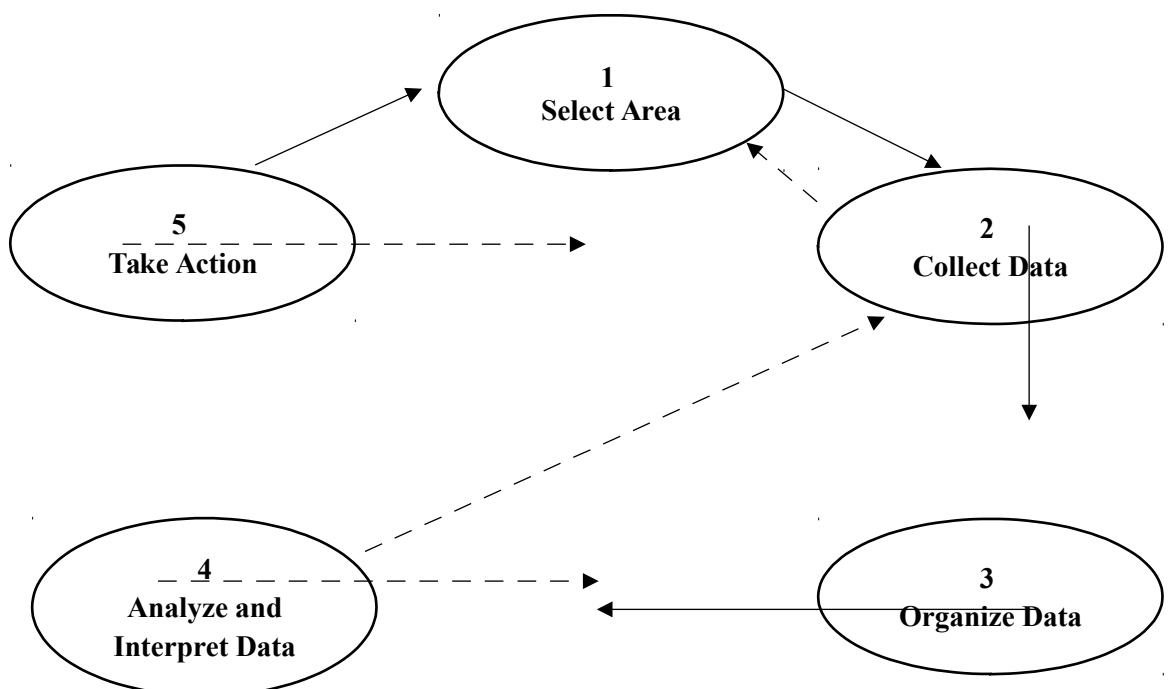 1
Select Area
5
Take Action
2
Collect Data
4
Analyze and
Interpret Data
3
Organize Data